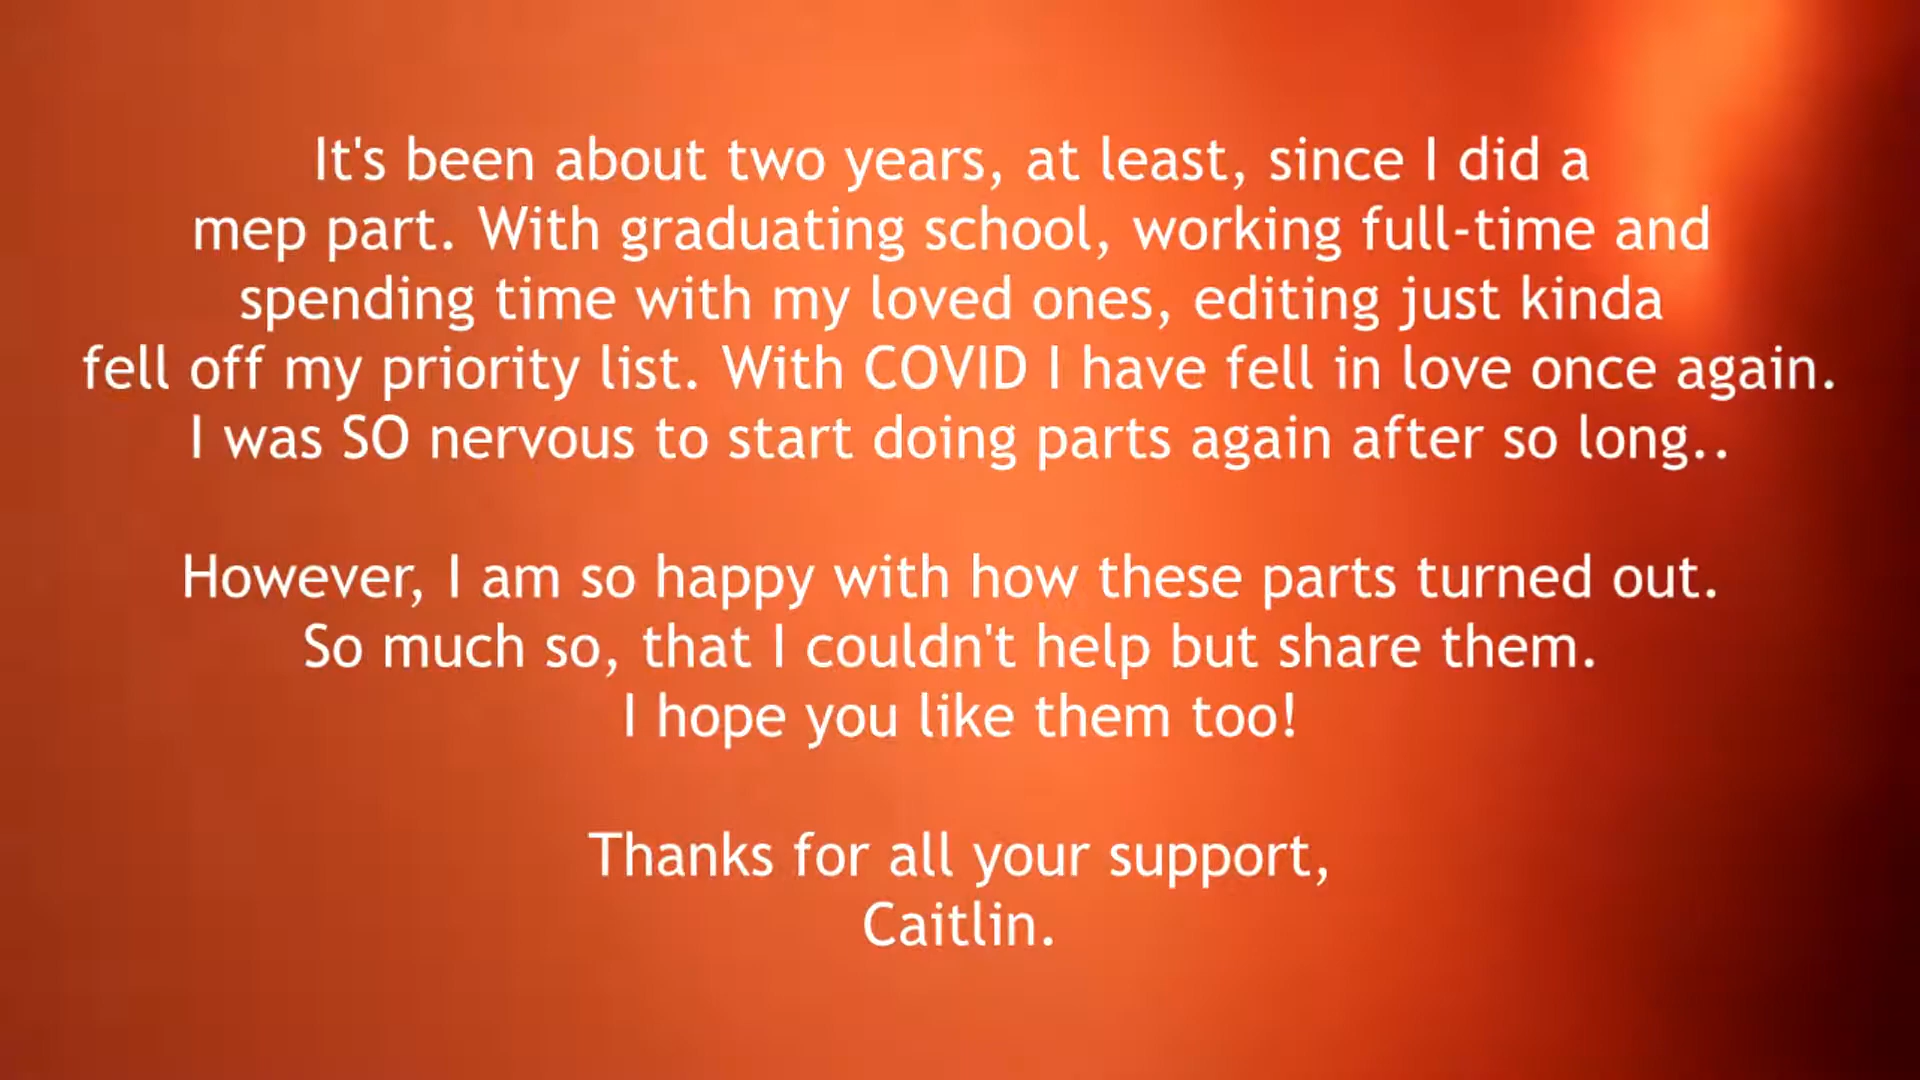 It's been about two years, at least, since I did a
mep part. With graduating school, working full-time and
spending time with my loved ones, editing just kinda
fell off my priority list. With COVID I have fell in love once again.
I was SO nervous to start doing parts again after so long..
However, I am so happy with how these parts turned out.
So much so, that I couldn't help but share them.
I hope you like them too!
Thanks for all your support,
Caitlin.